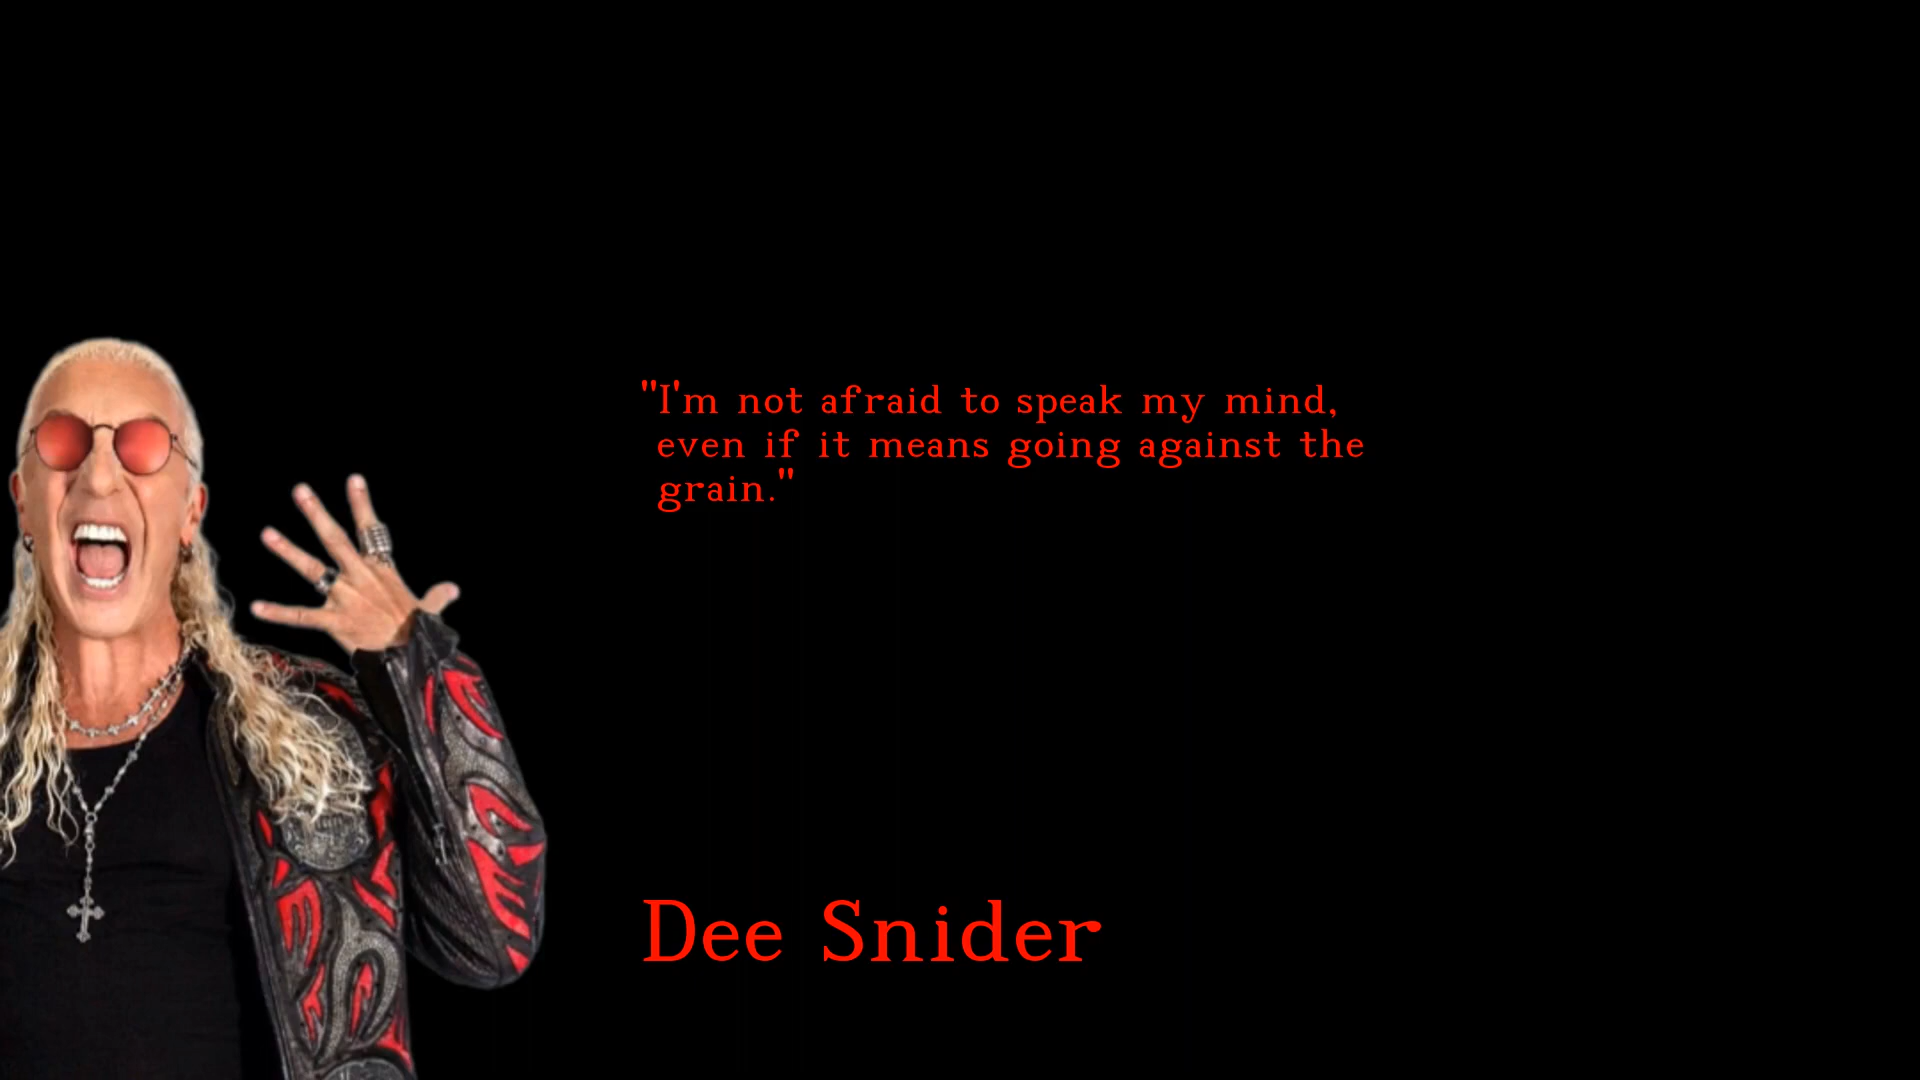 "I'm not afraid to speak my mind,
even if it means going against the
grain."
Dee Snider